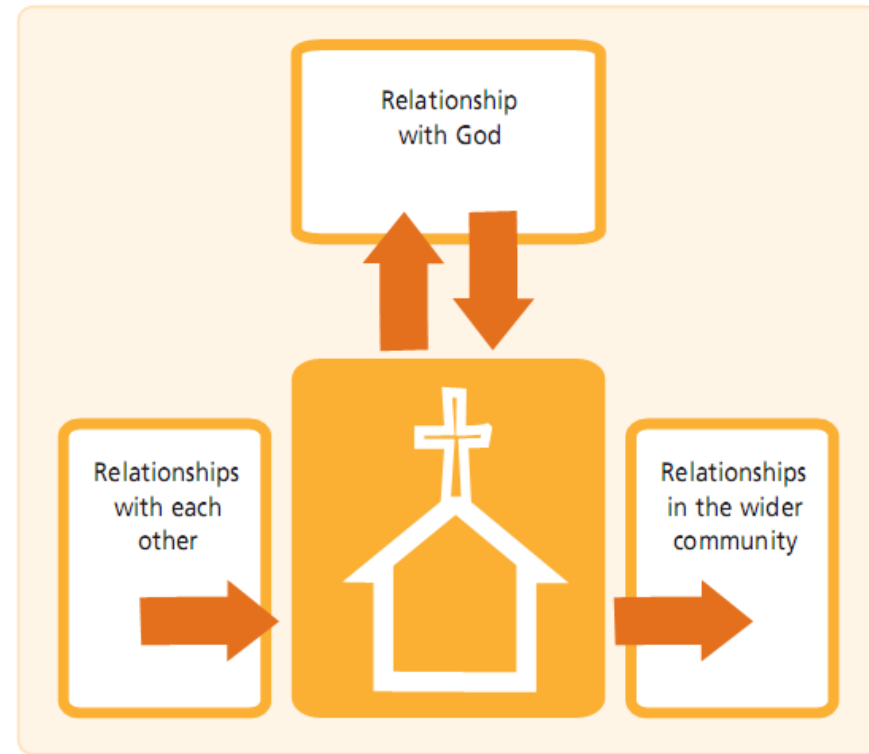 Relationship
with God
Relationships
with each
other
Relationships
in the wider
community